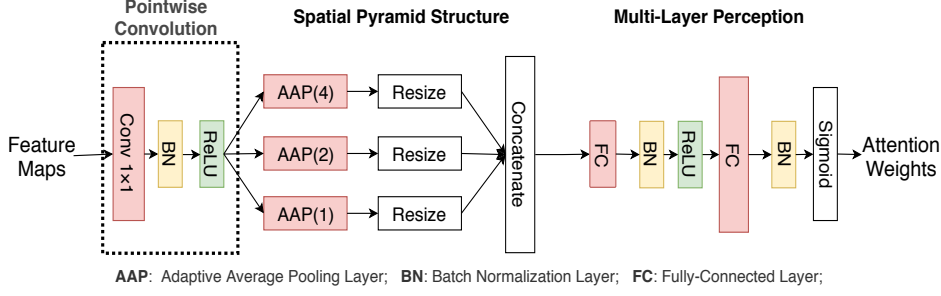 Pointwise
Convolution
Spatial Pyramid Structure
Multi-Layer Perception
Feature
Maps
Conv 1×1
BN
ReLU
AAP(4)
Resize
AAP(2)
Resize
AAP(1)
Resize
Concatenate
FC
BN
ReLU
FC
BN
Sigmoid
Attention
Weights
AAP: Adaptive Average Pooling Layer; BN: Batch Normalization Layer; FC: Fully-Connected Layer;